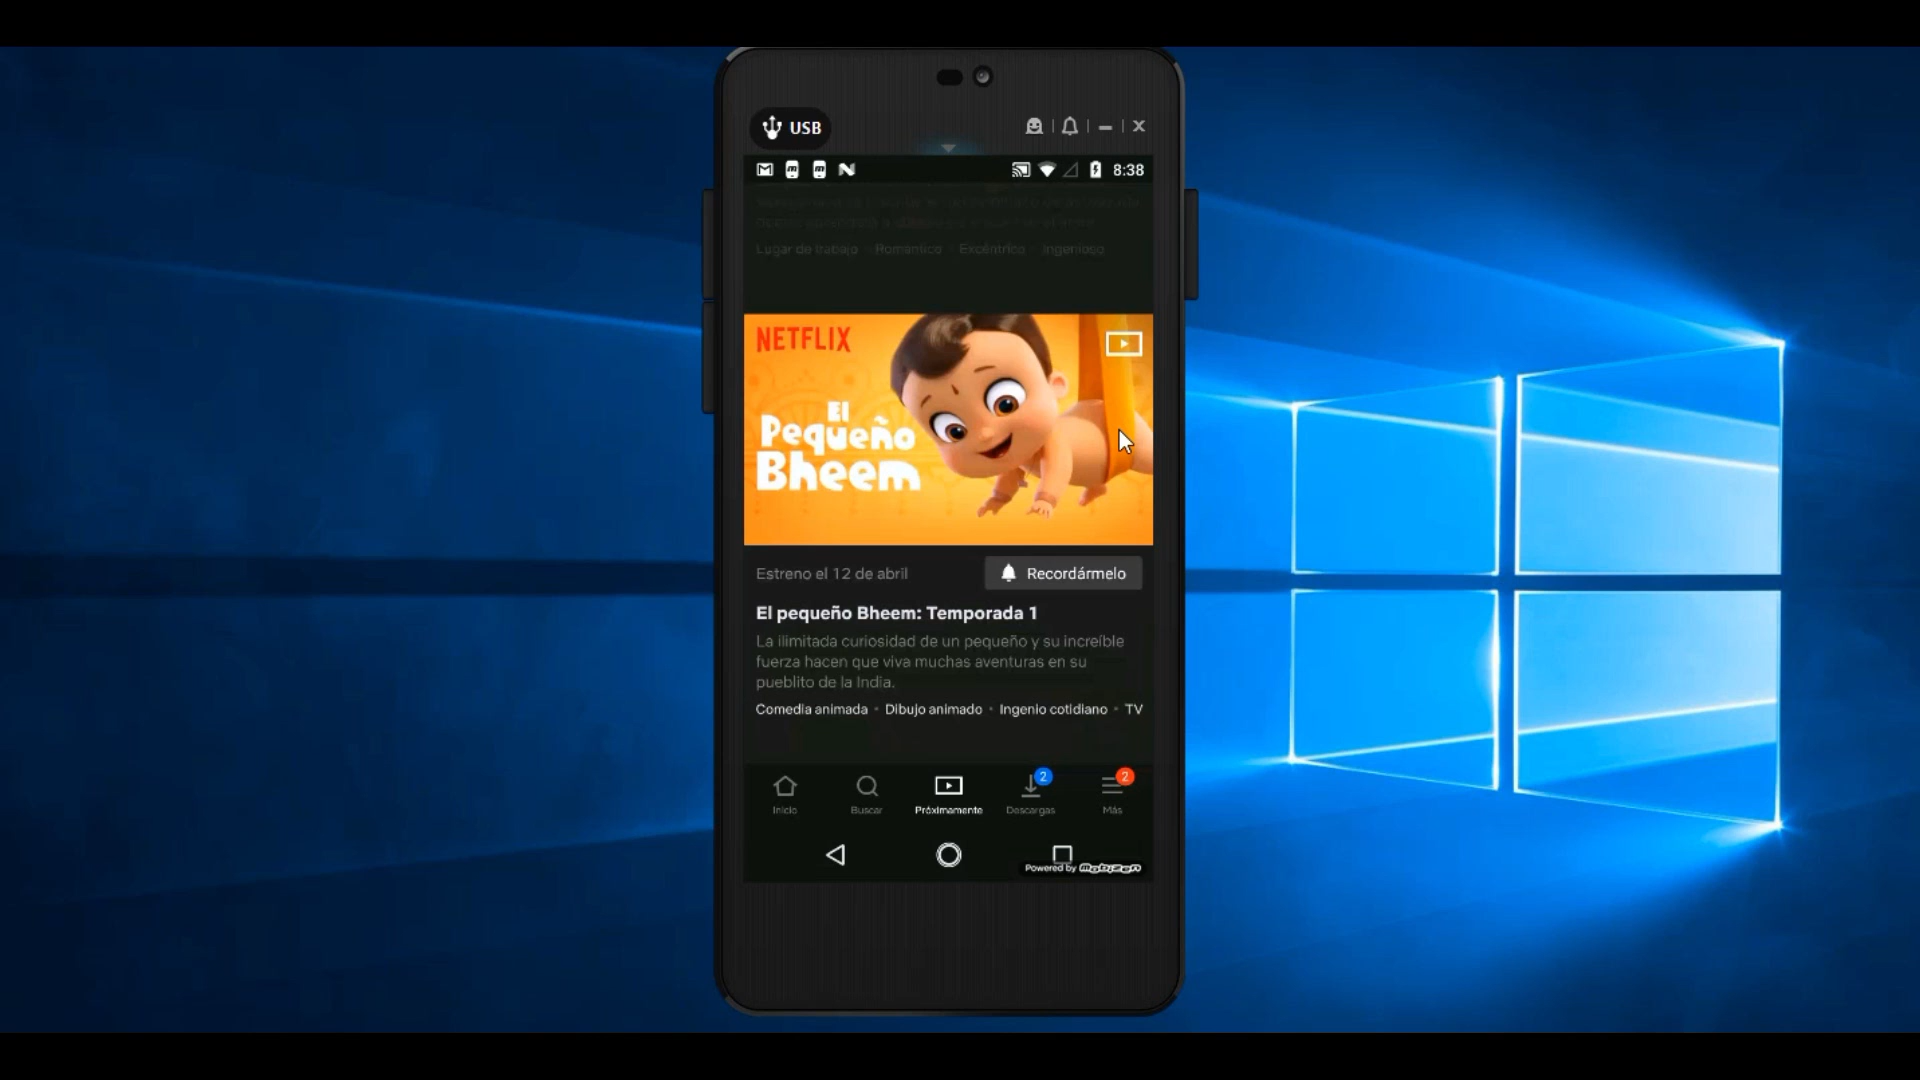 USB
8:38
Lugar de trabajo Romántico Excéntrico Ingenioso
NETFLIX
El
Pequeño
Bheem
Estreno el 12 de abril
Recordármelo
El pequeño Bheem: Temporada 1
La ilimitada curiosidad de un pequeño y su increíble
fuerza hacen que viva muchas aventuras en su
pueblito de la India.
Comedia animada • Dibujo animado • Ingenio cotidiano • TV
2 2
Inicio Buscar Próximamente Descargas Más
Powered by mobizen